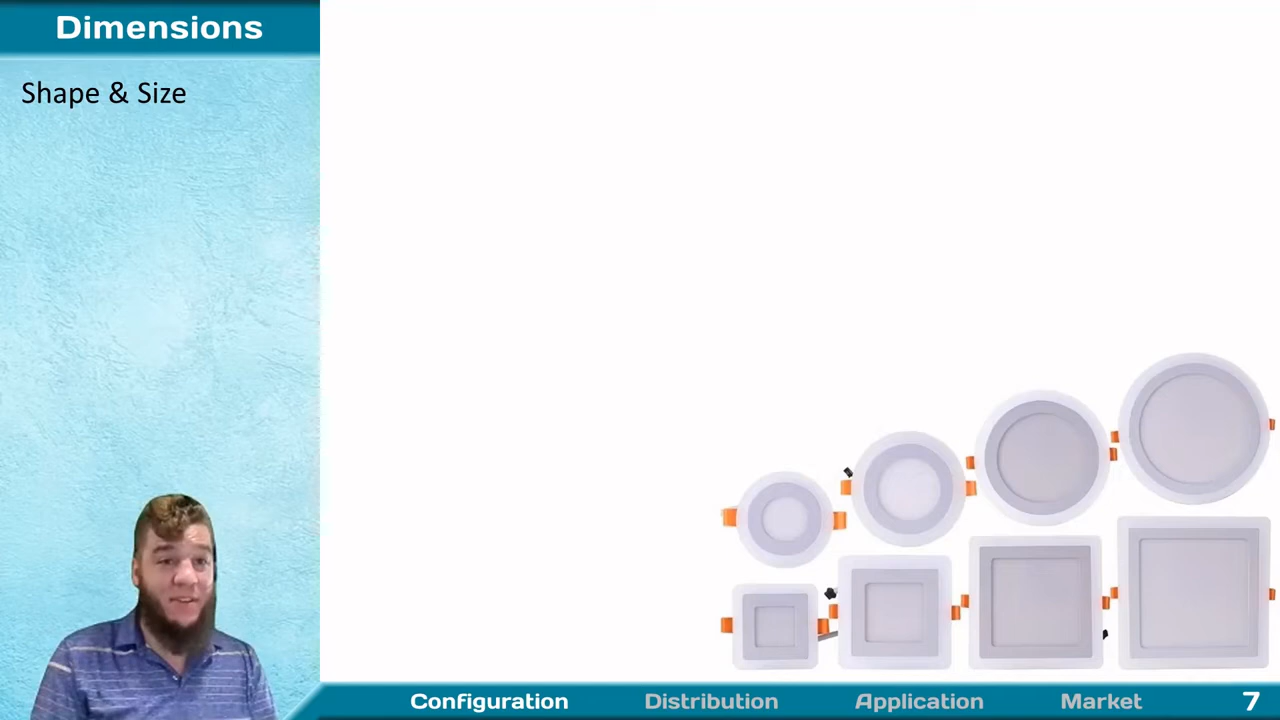 Dimensions
Shape & Size
Configuration Distribution Application Market 7